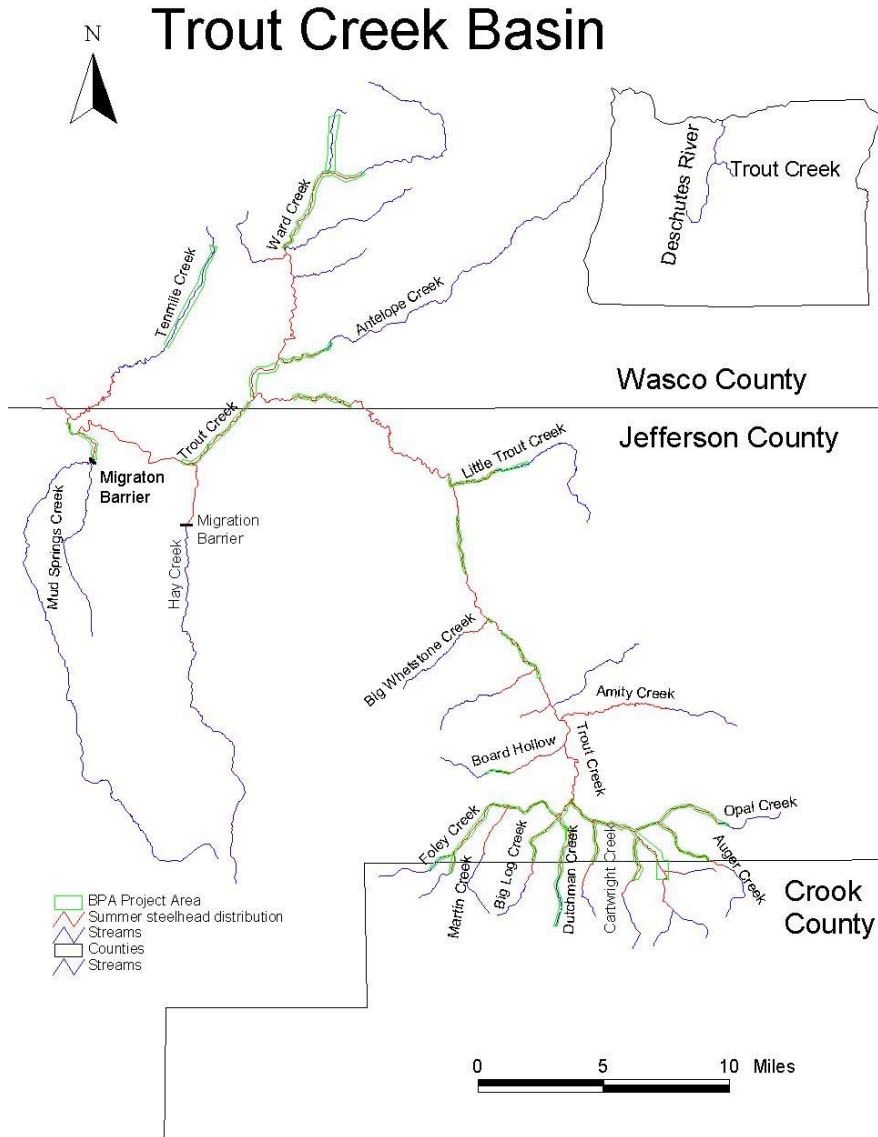 Trout Creek Basin
N
Deschutes River
Trout Creek
Ward Creek
Tenmile Creek
Antelope Creek
Wasco County
Trout Creek
Jefferson County
Little Trout Creek
Migraton
Barrier
Migration
Barrier
Mud Springs Creek
Hay Creek
Big Whetstone Creek
Amity Creek
Board Hollow
Trout Creek
Opal Creek
Foley Creek
Martin Creek
Big Log Creek
Dutchman Creek
Cartwright Creek
Auger Creek
Crook
County
BPA Project Area
Summer steelhead distribution
Streams
Counties
Streams
0 5 10 Miles